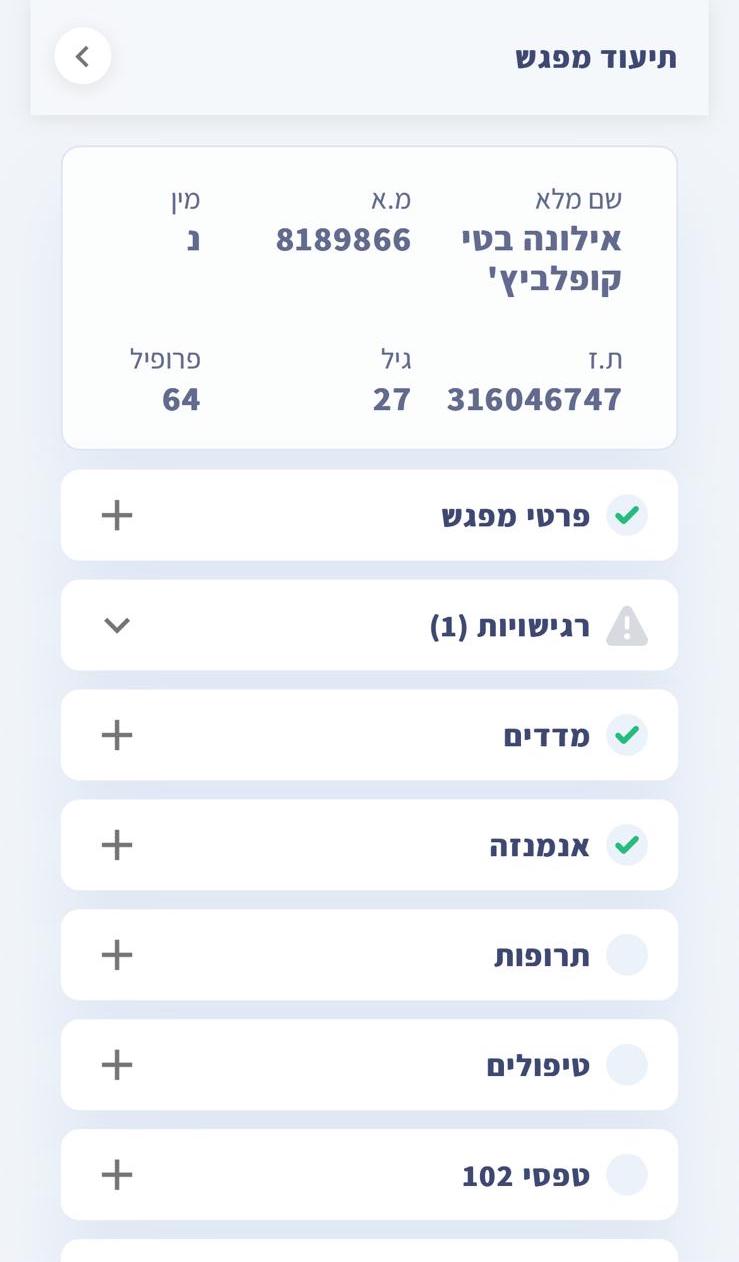 תיעוד מפגש
שם מלא מ.א מין
אילונה בטי 8189866 נ
קופלביץ'
ת.ז גיל פרופיל
316046747 27 64
פרטי מפגש
רגישויות (1)
מדדים
אנמנזה
תרופות
טיפולים
טפסי 102